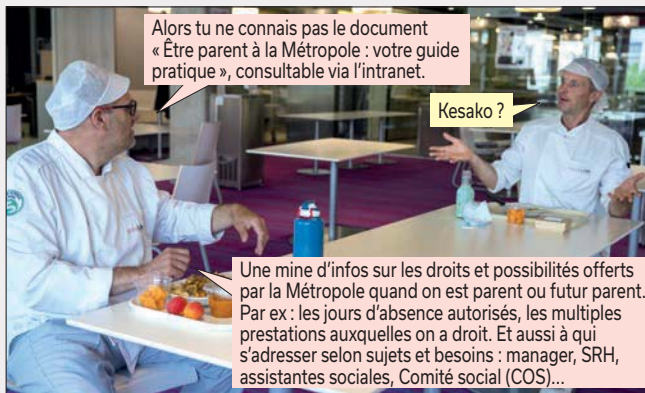 Alors tu ne connais pas le document
« Être parent à la Métropole : votre guide
pratique », consultable via l’intranet.
Kesako ?
Une mine d’infos sur les droits et possibilités offerts
par la Métropole quand on est parent ou futur parent.
Par ex : les jours d’absence autorisés, les multiples
prestations auxquelles on a droit. Et aussi à qui
s’adresser selon sujets et besoins : manager, SRH,
assistantes sociales, Comité social (COS)...